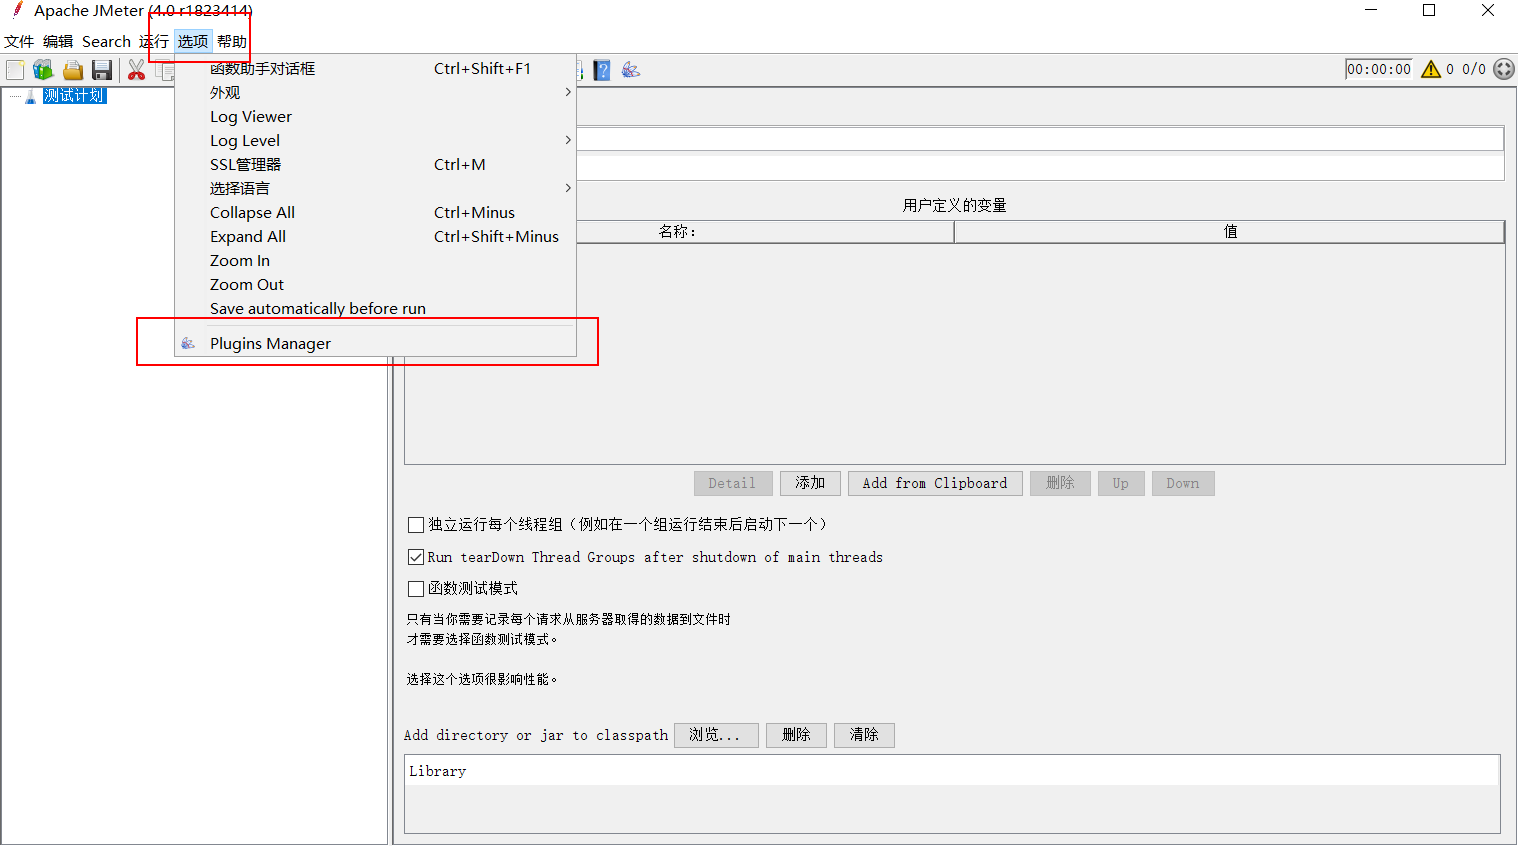 Apache JMeter (4.0 r1823414)
文件 编辑 Search 运行 选项 帮助
00:00:00 0 0/0
函数助手对话框 Ctrl+Shift+F1
外观
Log Viewer
Log Level
SSL管理器 Ctrl+M
选择语言
Collapse All Ctrl+Minus
Expand All Ctrl+Shift+Minus
Zoom In
Zoom Out
Save automatically before run
Plugins Manager
测试计划
用户定义的变量
名称: 值
Detail 添加 Add from Clipboard 删除 Up Down
独立运行每个线程组（例如在一个组运行结束后启动下一个）
Run tearDown Thread Groups after shutdown of main threads
函数测试模式
只有当你需要记录每个请求从服务器取得的数据到文件时
才需要选择函数测试模式。
选择这个选项很影响性能。
Add directory or jar to classpath 浏览... 删除 清除
Library